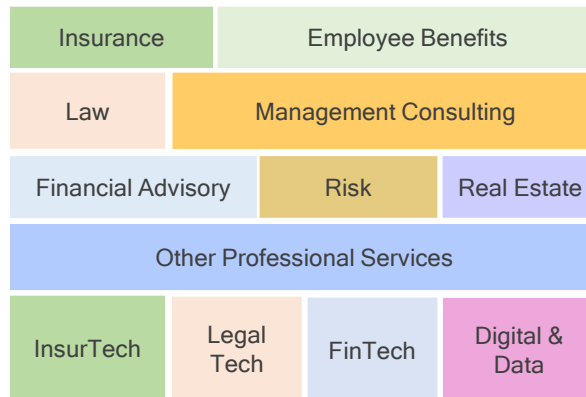 Insurance
Employee Benefits
Law
Management Consulting
Financial Advisory
Risk
Real Estate
Other Professional Services
InsurTech
Legal
Tech
FinTech
Digital &
Data